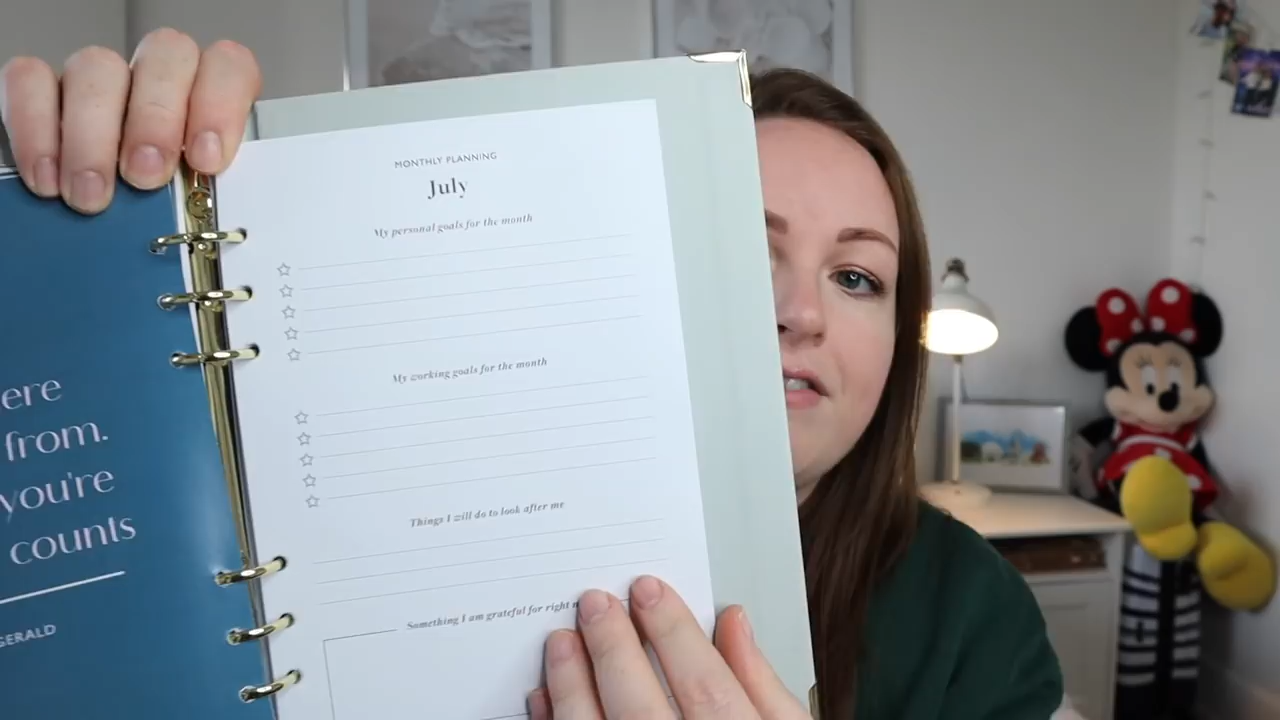 ere
from.
you're
counts
GERALD
MONTHLY PLANNING
July
My personal goals for the month
My working goals for the month
Things I will do to look after me
Something I am grateful for right